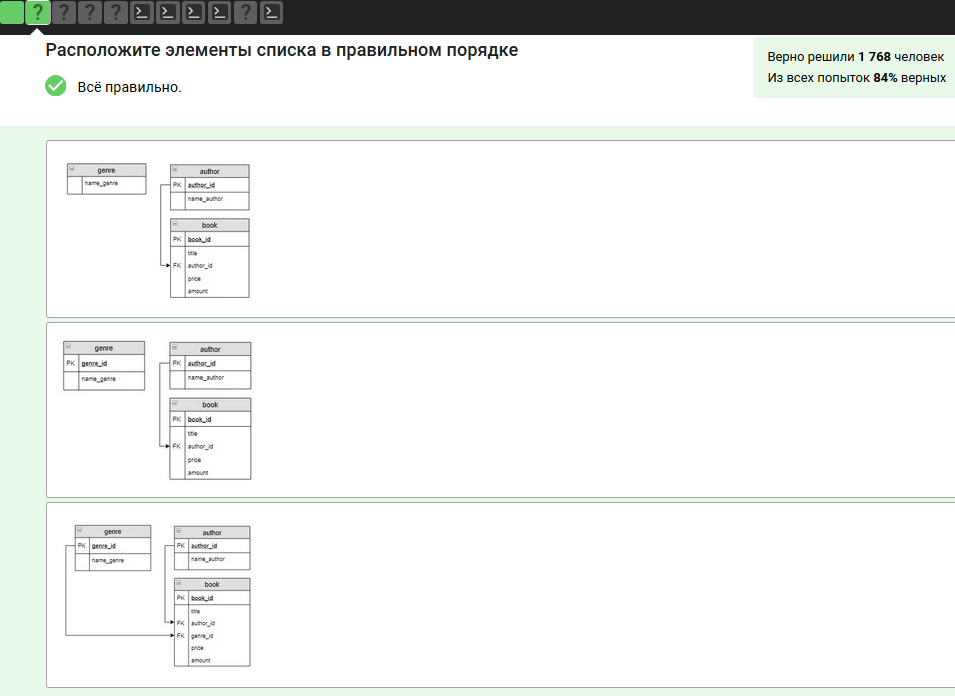 ? ? ? ? ?
Расположите элементы списка в правильном порядке
Верно решили 1 768 человек
Из всех попыток 84% верных
Всё правильно.
genre
name_genre
author
PK author_id
name_author
book
PK book_id
title
FK author_id
price
amount
genre
PK genre_id
name_genre
author
PK author_id
name_author
book
PK book_id
title
FK author_id
price
amount
genre
PK genre_id
name_genre
author
PK author_id
name_author
book
PK book_id
title
FK author_id
FK genre_id
price
amount